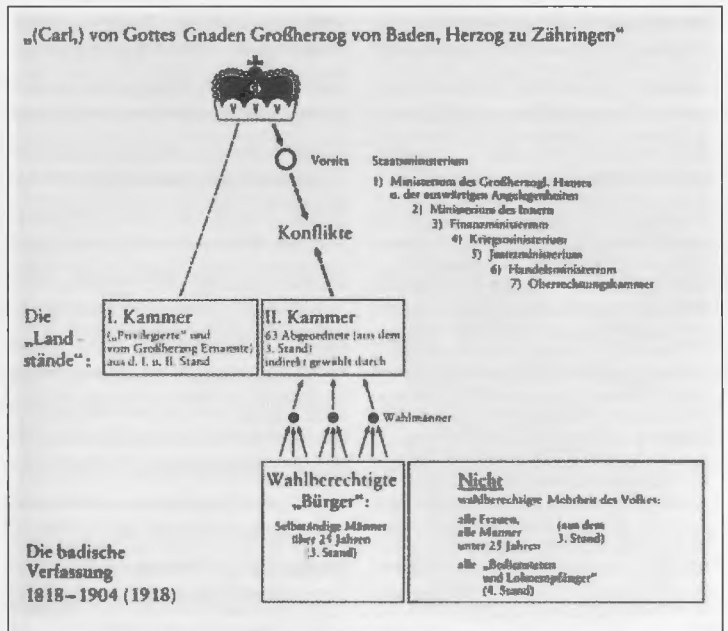 „(Carl,) von Gottes Gnaden Großherzog von Baden, Herzog zu Zähringen“
Vorsitz
Staatsministerium
1) Ministerium des Großherzogl. Hauses
u. der auswärtigen Angelegenheiten
2) Ministerium des Innern
3) Finanzministerium
4) Kriegsministerium
5) Justizministerium
6) Handelsministerium
7) Oberrechnungskammer
Konflikte
Die
„Land-
stände“:
I. Kammer
(„Privilegierte“ und
vom Großherzog Ernannte)
aus d. I. u. II. Stand
II. Kammer
63 Abgeordnete (aus dem
3. Stand)
indirekt gewählt durch
Wahlmänner
Wahlberechtigte
„Bürger“:
Selbständige Männer
über 25 Jahren
(3. Stand)
Nicht
wahlberechtigte Mehrheit des Volkes:
alle Frauen,
alle Männer
unter 25 Jahren
(aus dem
3. Stand)
alle „Bediensteten
und Lohnempfänger“
(4. Stand)
Die badische
Verfassung
1818–1904 (1918)